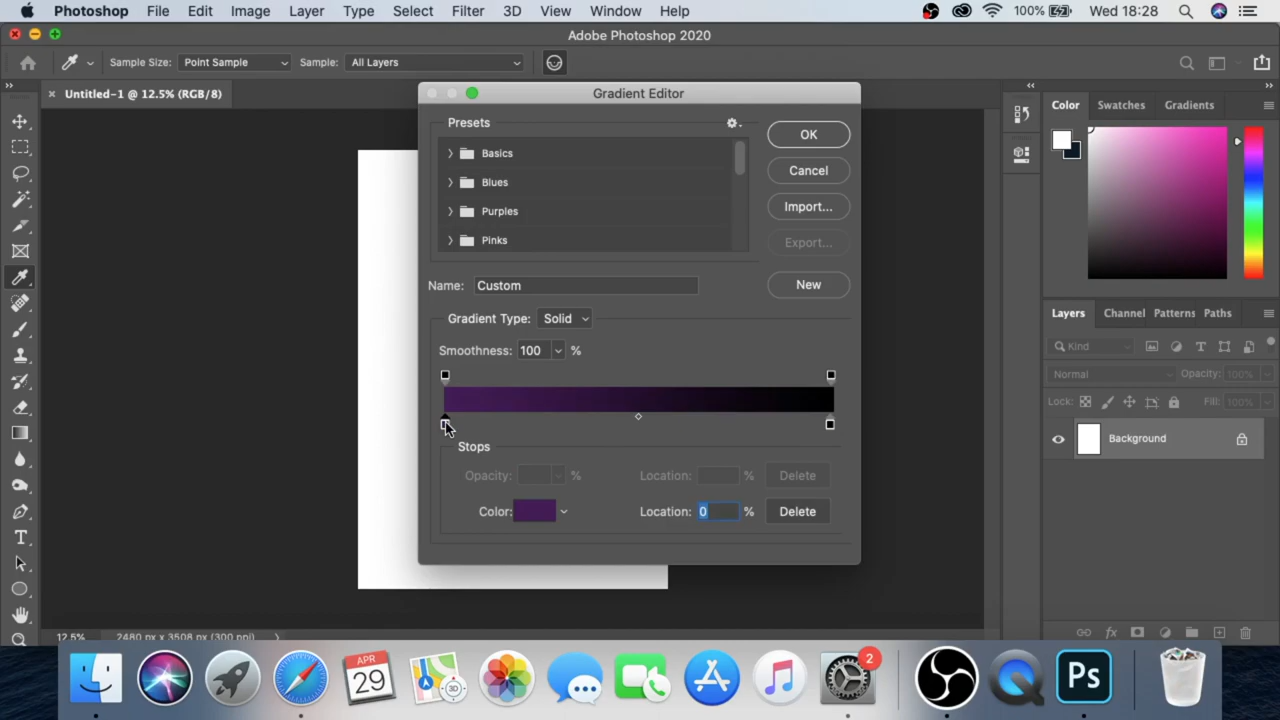 Photoshop File Edit Image Layer Type Select Filter 3D View Window Help 100% Wed 18:28
Adobe Photoshop 2020
Sample Size: Point Sample Sample: All Layers
Untitled-1 @ 12.5% (RGB/8)
Gradient Editor
Presets
Basics
Blues
Purples
Pinks
OK
Cancel
Import...
Export...
New
Name: Custom
Gradient Type: Solid
Smoothness: 100 %
Stops
Opacity: % Location: % Delete
Color: Location: 0 % Delete
Color Swatches Gradients
Layers Channel Patterns Paths
Kind
Normal Opacity: 100%
Lock: Fill: 100%
Background
12.5% 2480 px x 3508 px (300 ppi)
APR
29
3D
2
Ps